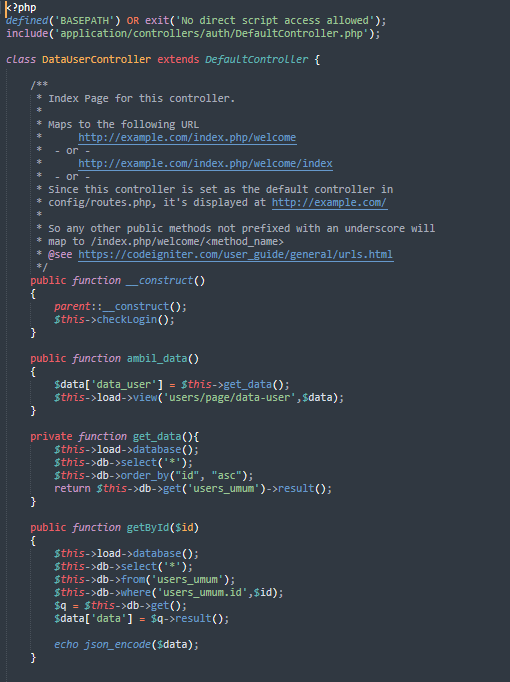 <?php
defined('BASEPATH') OR exit('No direct script access allowed');
include('application/controllers/auth/DefaultController.php');

class DataUserController extends DefaultController {

    /**
     * Index Page for this controller.
     *
     * Maps to the following URL
     *      http://example.com/index.php/welcome
     *  - or -
     *      http://example.com/index.php/welcome/index
     *  - or -
     * Since this controller is set as the default controller in
     * config/routes.php, it's displayed at http://example.com/
     *
     * So any other public methods not prefixed with an underscore will
     * map to /index.php/welcome/<method_name>
     * @see https://codeigniter.com/user_guide/general/urls.html
     */
    public function __construct()
    {
        parent::__construct();
        $this->checkLogin();
    }

    public function ambil_data()
    {
        $data['data_user'] = $this->get_data();
        $this->load->view('users/page/data-user',$data);
    }

    private function get_data(){
        $this->load->database();
        $this->db->select('*');
        $this->db->order_by("id", "asc");
        return $this->db->get('users_umum')->result();
    }

    public function getById($id)
    {
        $this->load->database();
        $this->db->select('*');
        $this->db->from('users_umum');
        $this->db->where('users_umum.id',$id);
        $q = $this->db->get();
        $data['data'] = $q->result();

        echo json_encode($data);
    }